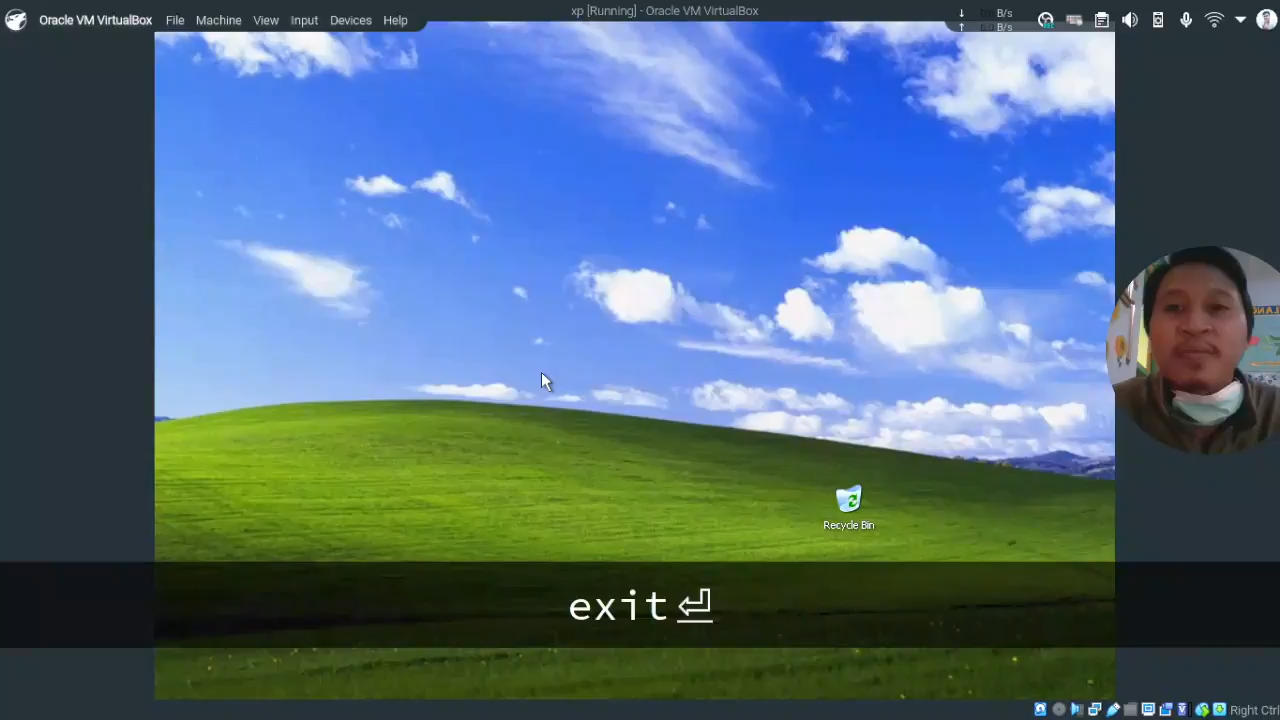 xp [Running] - Oracle VM VirtualBox
Oracle VM VirtualBox File Machine View Input Devices Help
B/s
B/s
Recycle Bin
exit⏎
Right Ctrl